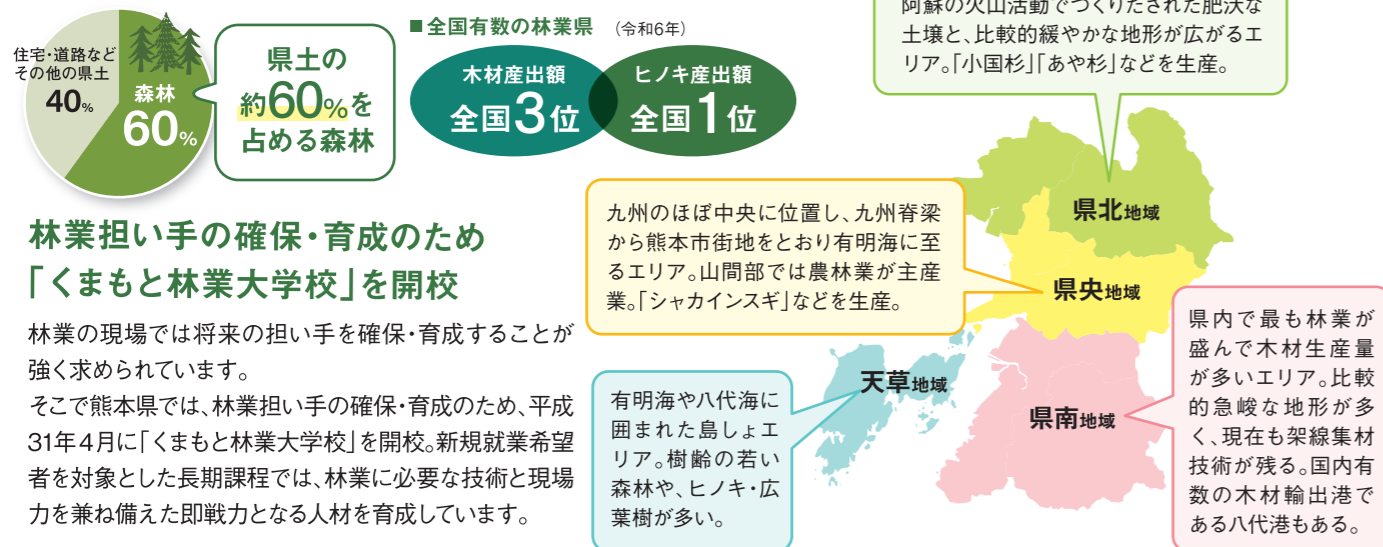 住宅・道路など
その他の県土
40%
森林
60%
県土の
約60%を
占める森林
■全国有数の林業県 （令和6年）
木材産出額
全国3位
ヒノキ産出額
全国1位
林業担い手の確保・育成のため
「くまもと林業大学校」を開校
林業の現場では将来の担い手を確保・育成することが
強く求められています。
そこで熊本県では、林業担い手の確保・育成のため、平成
31年4月に「くまもと林業大学校」を開校。新規就業希望
者を対象とした長期課程では、林業に必要な技術と現場
力を兼ね備えた即戦力となる人材を育成しています。
阿蘇の火山活動でつくりだされた肥沃な
土壌と、比較的緩やかな地形が広がるエ
リア。「小国杉」「あや杉」などを生産。
県北地域
九州のほぼ中央に位置し、九州脊梁
から熊本市街地をとおり有明海に至
るエリア。山間部では農林業が主産
業。「シャカインスギ」などを生産。
県央地域
有明海や八代海に
囲まれた島しょエ
リア。樹齢の若い
森林や、ヒノキ・広
葉樹が多い。
天草地域
県南地域
県内で最も林業が
盛んで木材生産量
が多いエリア。比較
的急峻な地形が多
く、現在も架線集材
技術が残る。国内有
数の木材輸出港で
ある八代港もある。